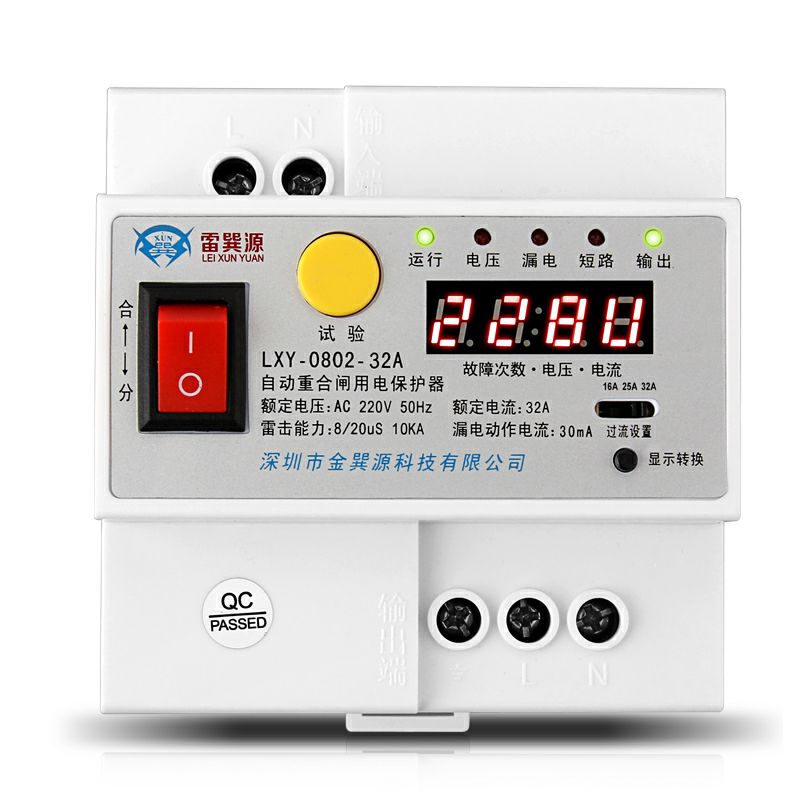 L N 输入端
XUN
雷巽源
LEI XUN YUAN
运行 电压 漏电 短路 输出
228U
合
分
I
O
试验
LXY-0802-32A
自动重合闸用电保护器
额定电压:AC 220V 50Hz
雷击能力:8/20uS 10KA
故障次数·电压·电流
16A 25A 32A
额定电流:32A
过流设置
漏电动作电流:30mA
显示转换
深圳市金巽源科技有限公司
QC
PASSED
输出端
L N